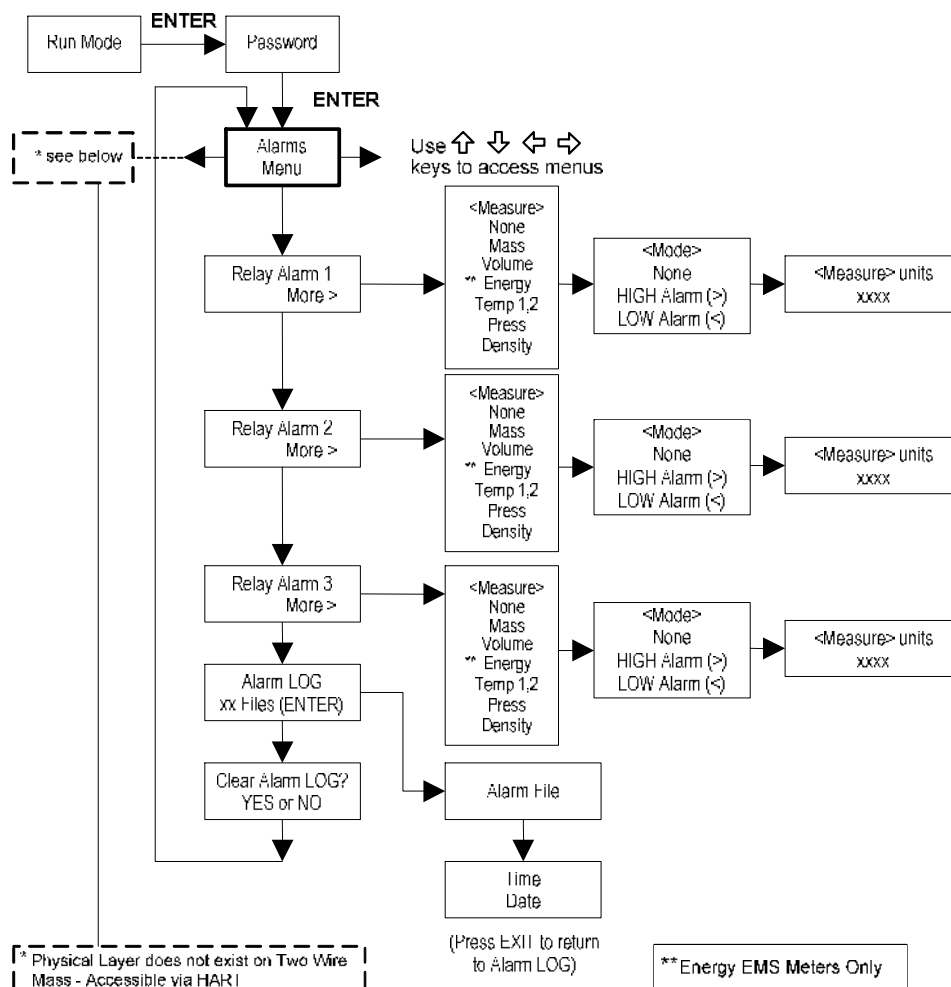 ENTER
Run Mode
Password
ENTER
* see below
Alarms
Menu
Use
keys to access menus
<Measure>
None
Mass
Volume
** Energy
Temp 1,2
Press
Density
<Mode>
None
HIGH Alarm (>)
LOW Alarm (<)
<Measure> units
xxxx
Relay Alarm 1
More >
<Measure>
None
Mass
Volume
** Energy
Temp 1,2
Press
Density
<Mode>
None
HIGH Alarm (>)
LOW Alarm (<)
<Measure> units
xxxx
Relay Alarm 2
More >
<Measure>
None
Mass
Volume
** Energy
Temp 1,2
Press
Density
<Mode>
None
HIGH Alarm (>)
LOW Alarm (<)
<Measure> units
xxxx
Relay Alarm 3
More >
Alarm LOG
xx Files (ENTER)
Clear Alarm LOG?
YES or NO
Alarm File
Time
Date
(Press EXIT to return
to Alarm LOG)
* Physical Layer does not exist on Two Wire
Mass - Accessible via HART
**Energy EMS Meters Only